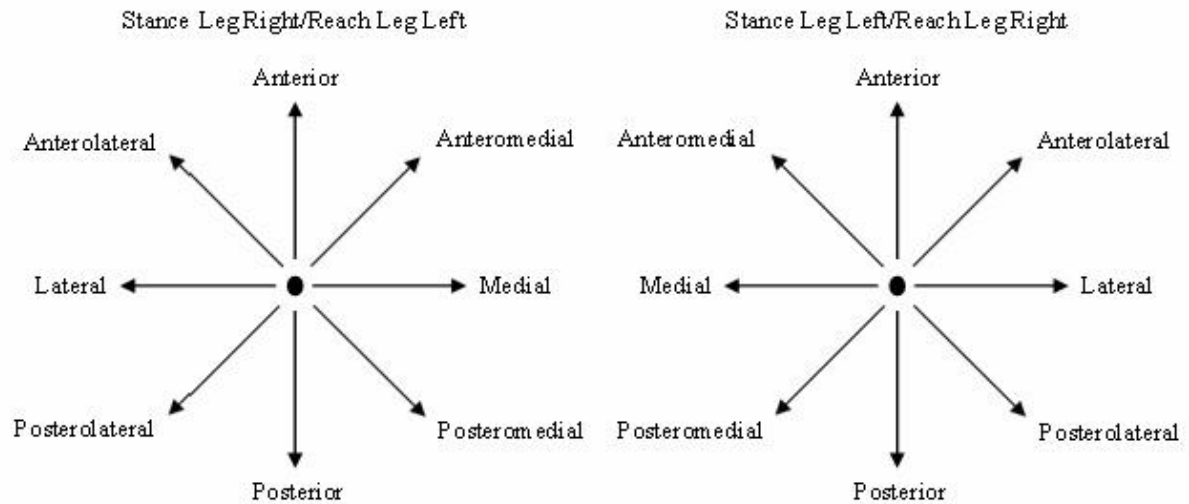 Stance Leg Right/Reach Leg Left
Anterior
Anterolateral
Anteromedial
Lateral
Medial
Posterolateral
Posteromedial
Posterior
Stance Leg Left/Reach Leg Right
Anterior
Anteromedial
Anterolateral
Medial
Lateral
Posteromedial
Posterolateral
Posterior